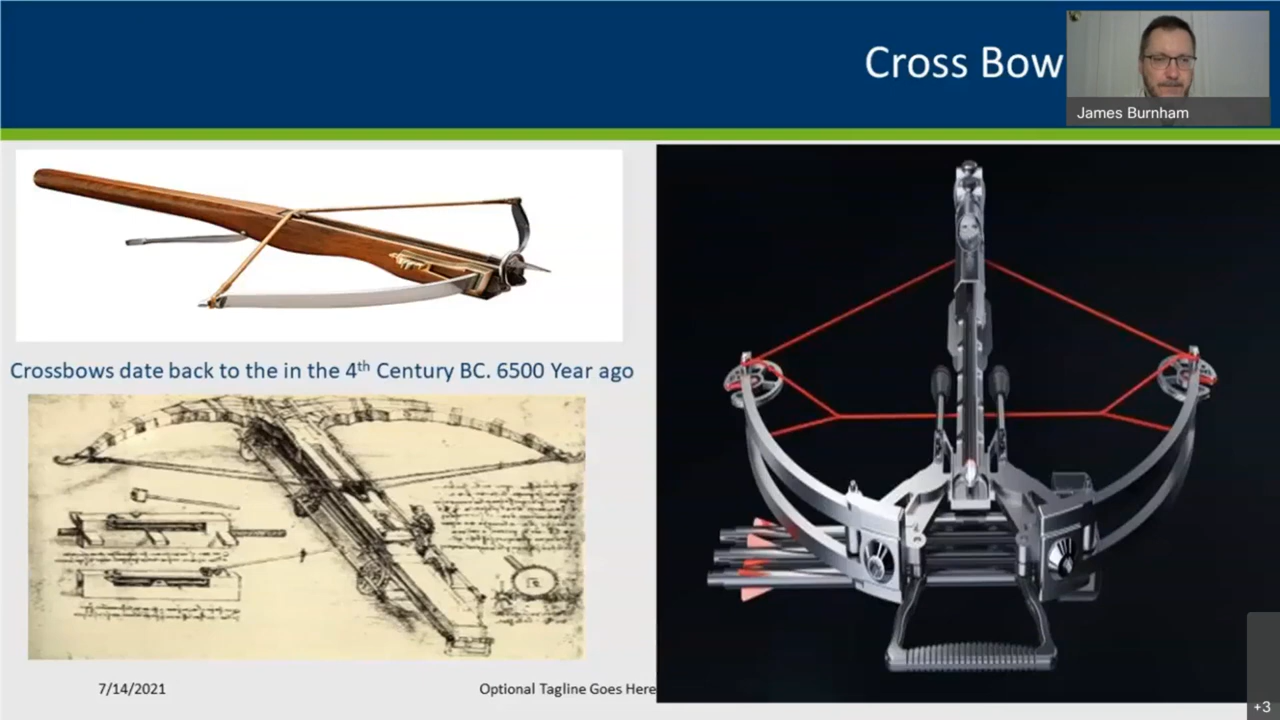 Cross Bow
James Burnham
Crossbows date back to the in the 4th Century BC. 6500 Year ago
7/14/2021
Optional Tagline Goes Here
+3